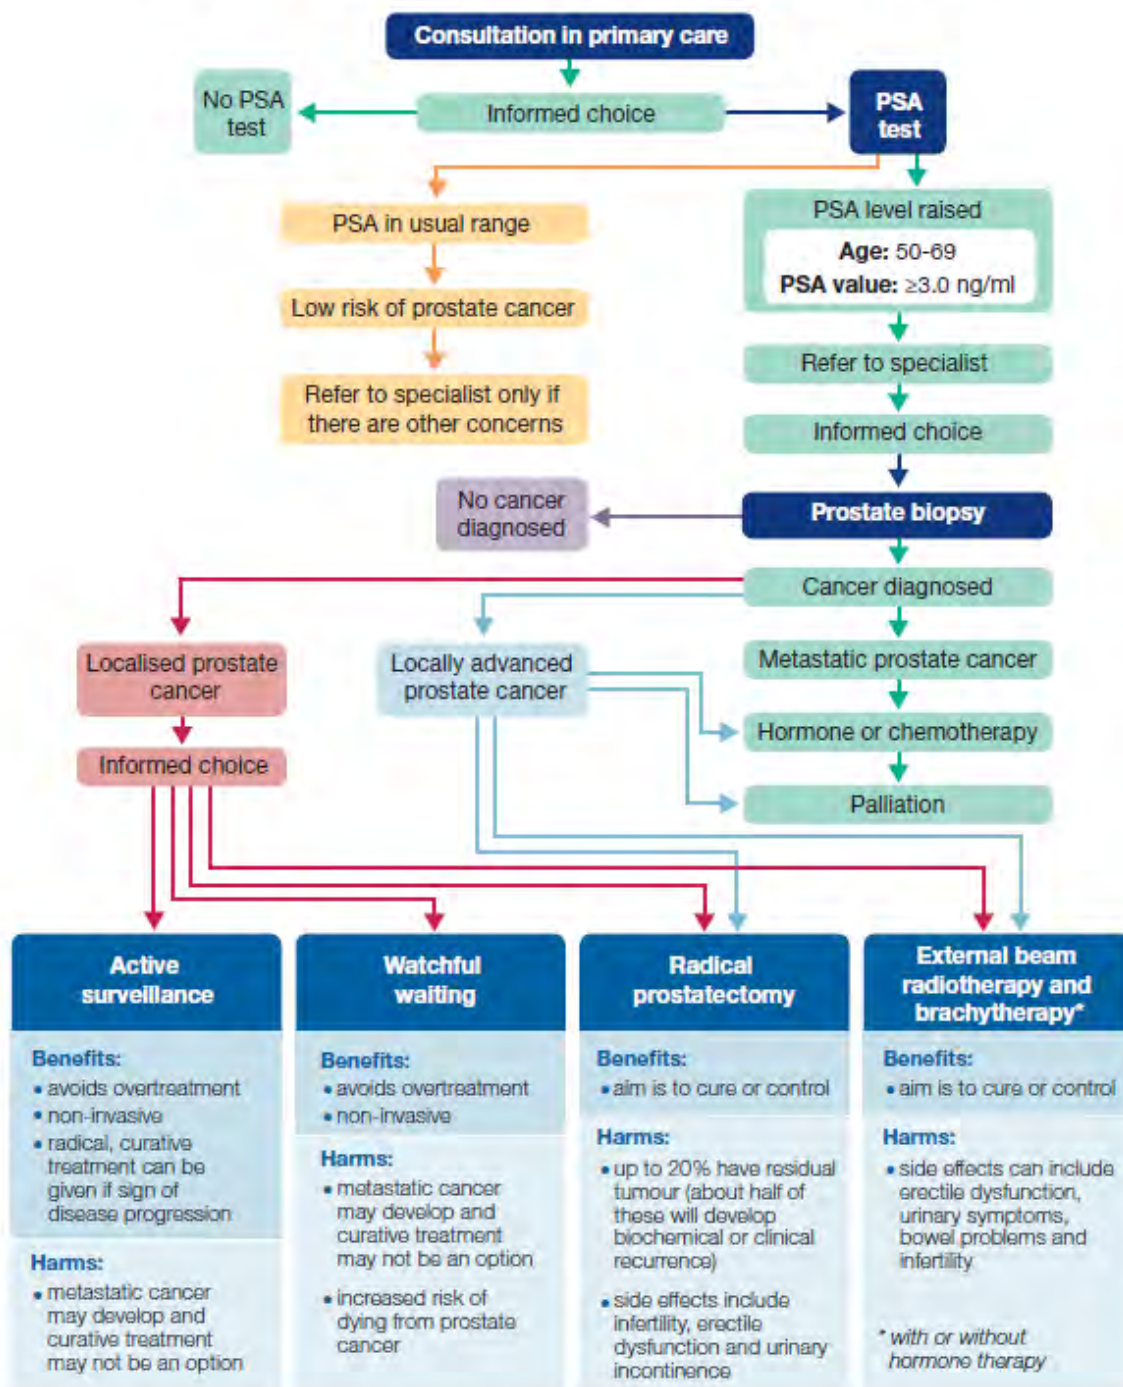 Consultation in primary care
No PSA
test
Informed choice
PSA
test
PSA in usual range
PSA level raised
Age: 50-69
PSA value: ≥3.0 ng/ml
Low risk of prostate cancer
Refer to specialist
Refer to specialist only if
there are other concerns
Informed choice
No cancer
diagnosed
Prostate biopsy
Cancer diagnosed
Localised prostate
cancer
Locally advanced
prostate cancer
Metastatic prostate cancer
Informed choice
Hormone or chemotherapy
Palliation
Active
surveillance
Benefits:
• avoids overtreatment
• non-invasive
• radical, curative
treatment can be
given if sign of
disease progression
Harms:
• metastatic cancer
may develop and
curative treatment
may not be an option
Watchful
waiting
Benefits:
• avoids overtreatment
• non-invasive
Harms:
• metastatic cancer
may develop and
curative treatment
may not be an option
• increased risk of
dying from prostate
cancer
Radical
prostatectomy
Benefits:
• aim is to cure or control
Harms:
• up to 20% have residual
tumour (about half of
these will develop
biochemical or clinical
recurrence)
• side effects include
infertility, erectile
dysfunction and urinary
incontinence
External beam
radiotherapy and
brachytherapy*
Benefits:
• aim is to cure or control
Harms:
• side effects can include
erectile dysfunction,
urinary symptoms,
bowel problems and
infertility
* with or without
hormone therapy